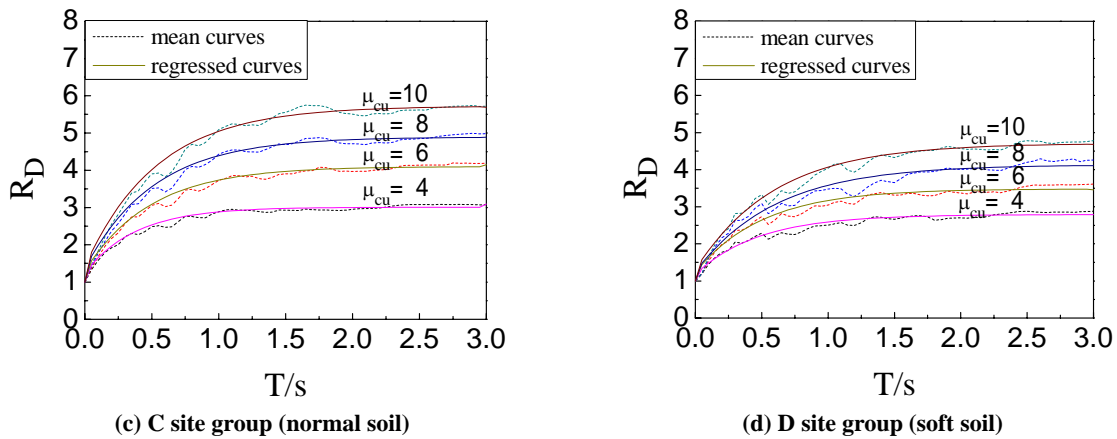 8
7
6
5
4
3
2
1
0
R_D
mean curves
regressed curves
μ_cu=10
μ_cu= 8
μ_cu= 6
μ_cu= 4
0.0 0.5 1.0 1.5 2.0 2.5 3.0
T/s
(c) C site group (normal soil)
8
7
6
5
4
3
2
1
0
R_D
mean curves
regressed curves
μ_cu=10
μ_cu= 8
μ_cu= 6
μ_cu= 4
0.0 0.5 1.0 1.5 2.0 2.5 3.0
T/s
(d) D site group (soft soil)